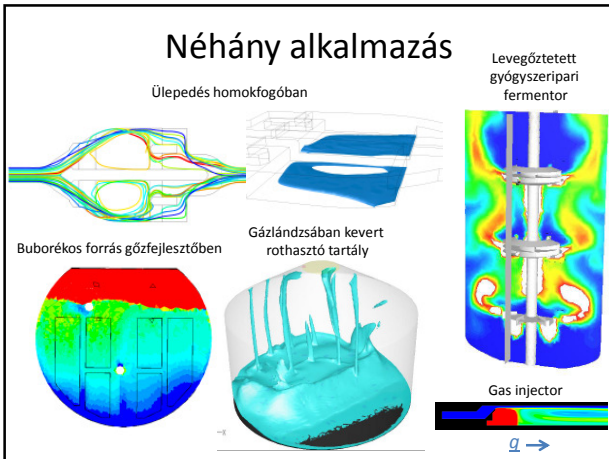 Néhány alkalmazás
Levegőztetett
gyógyszeripari
fermentor
Ülepedés homokfogóban
Buborékos forrás gőzfejlesztőben
Gázlándzsában kevert
rothasztó tartály
Gas injector
g